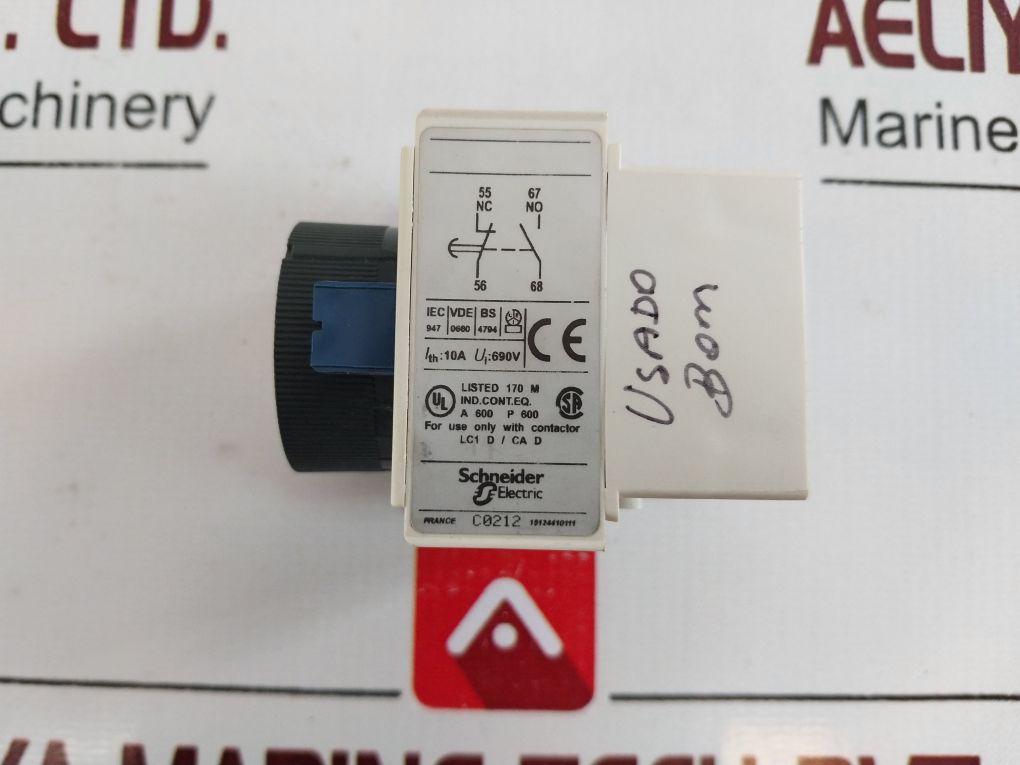 . LTD.
chinery
AELIY
Marine
55 67
NC NO
56 68
IEC VDE BS
947 0660 4794
CE
Ith:10A Ui:690V
UL
LISTED 170 M
IND.CONT.EQ.
A 600 P 600
For use only with contactor
LC1 D / CA D
Schneider
Electric
FRANCE C0212 15124410111
USADO
Bom